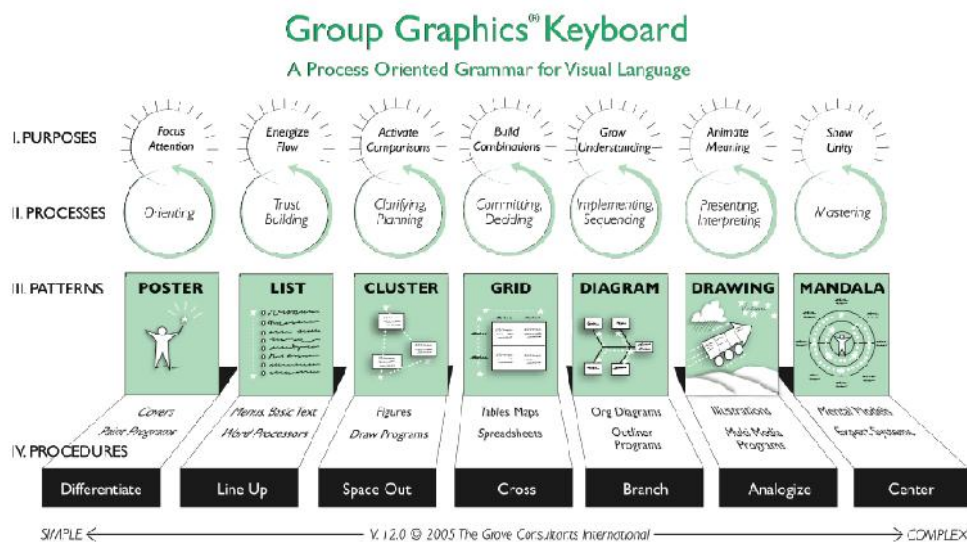 Group Graphics® Keyboard
A Process Oriented Grammar for Visual Language
I. PURPOSES
Focus
Attention
Energize
Flow
Activate
Comparisons
Build
Combinations
Grow
Understanding
Animate
Meaning
Show
Unity
II. PROCESSES
Orienting
Trust
Building
Clarifying,
Planning
Committing,
Deciding
Implementing,
Sequencing
Presenting,
Interpreting
Mastering
III. PATTERNS
POSTER
LIST
CLUSTER
GRID
DIAGRAM
DRAWING
MANDALA
Covers
Paint Programs
Menus, Basic Text
Word Processors
Figures
Draw Programs
Tables, Maps
Spreadsheets
Org Diagrams
Outliner
Programs
Illustrations
Multi Media
Programs
Mental Models
Expert Systems
IV. PROCEDURES
Differentiate
Line Up
Space Out
Cross
Branch
Analogize
Center
SIMPLE
V. 12.0 © 2005 The Grove Consultants International
COMPLEX